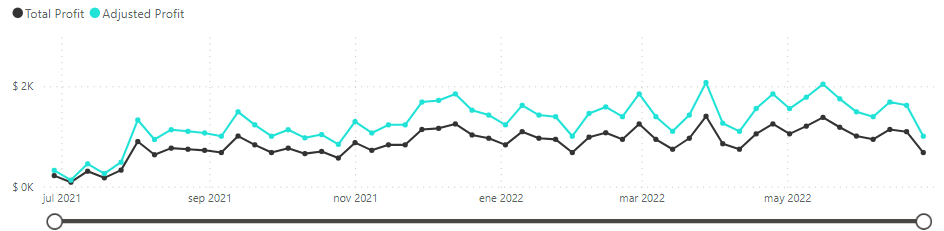 Total Profit Adjusted Profit
$ 2K
$ 0K
jul 2021 sep 2021 nov 2021 ene 2022 mar 2022 may 2022